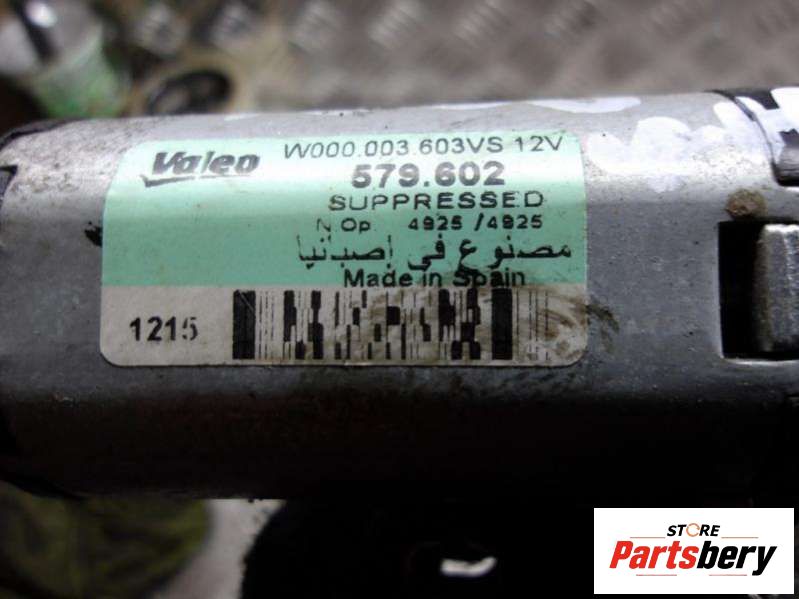 Valeo
W000.003.603VS 12V
579.602
SUPPRESSED
N.Op 4925 /4925
مصنوع في إصبانيا
Made in Spain
1215
STORE
Partsbery